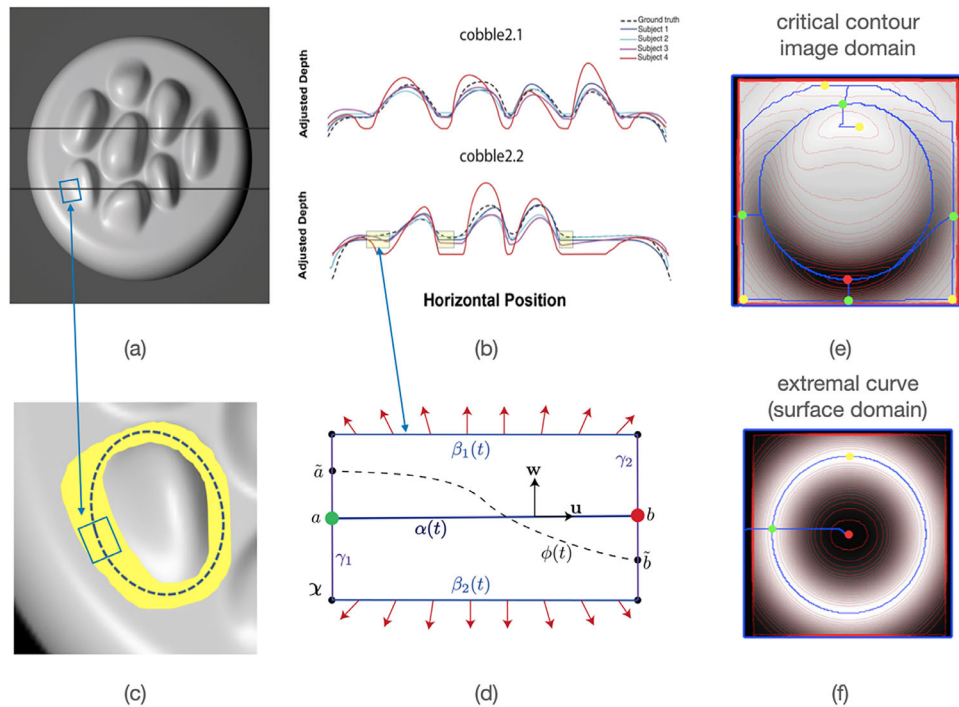 cobble2.1
Adjusted Depth
Ground truth
Subject 1
Subject 2
Subject 3
Subject 4
cobble2.2
Adjusted Depth
Horizontal Position
critical contour
image domain
(a)
(b)
(e)
extremal curve
(surface domain)
β₁(t)
γ₂
ã
w
u
a
α(t)
b
γ₁
ϕ(t)
b̃
χ
β₂(t)
(c)
(d)
(f)